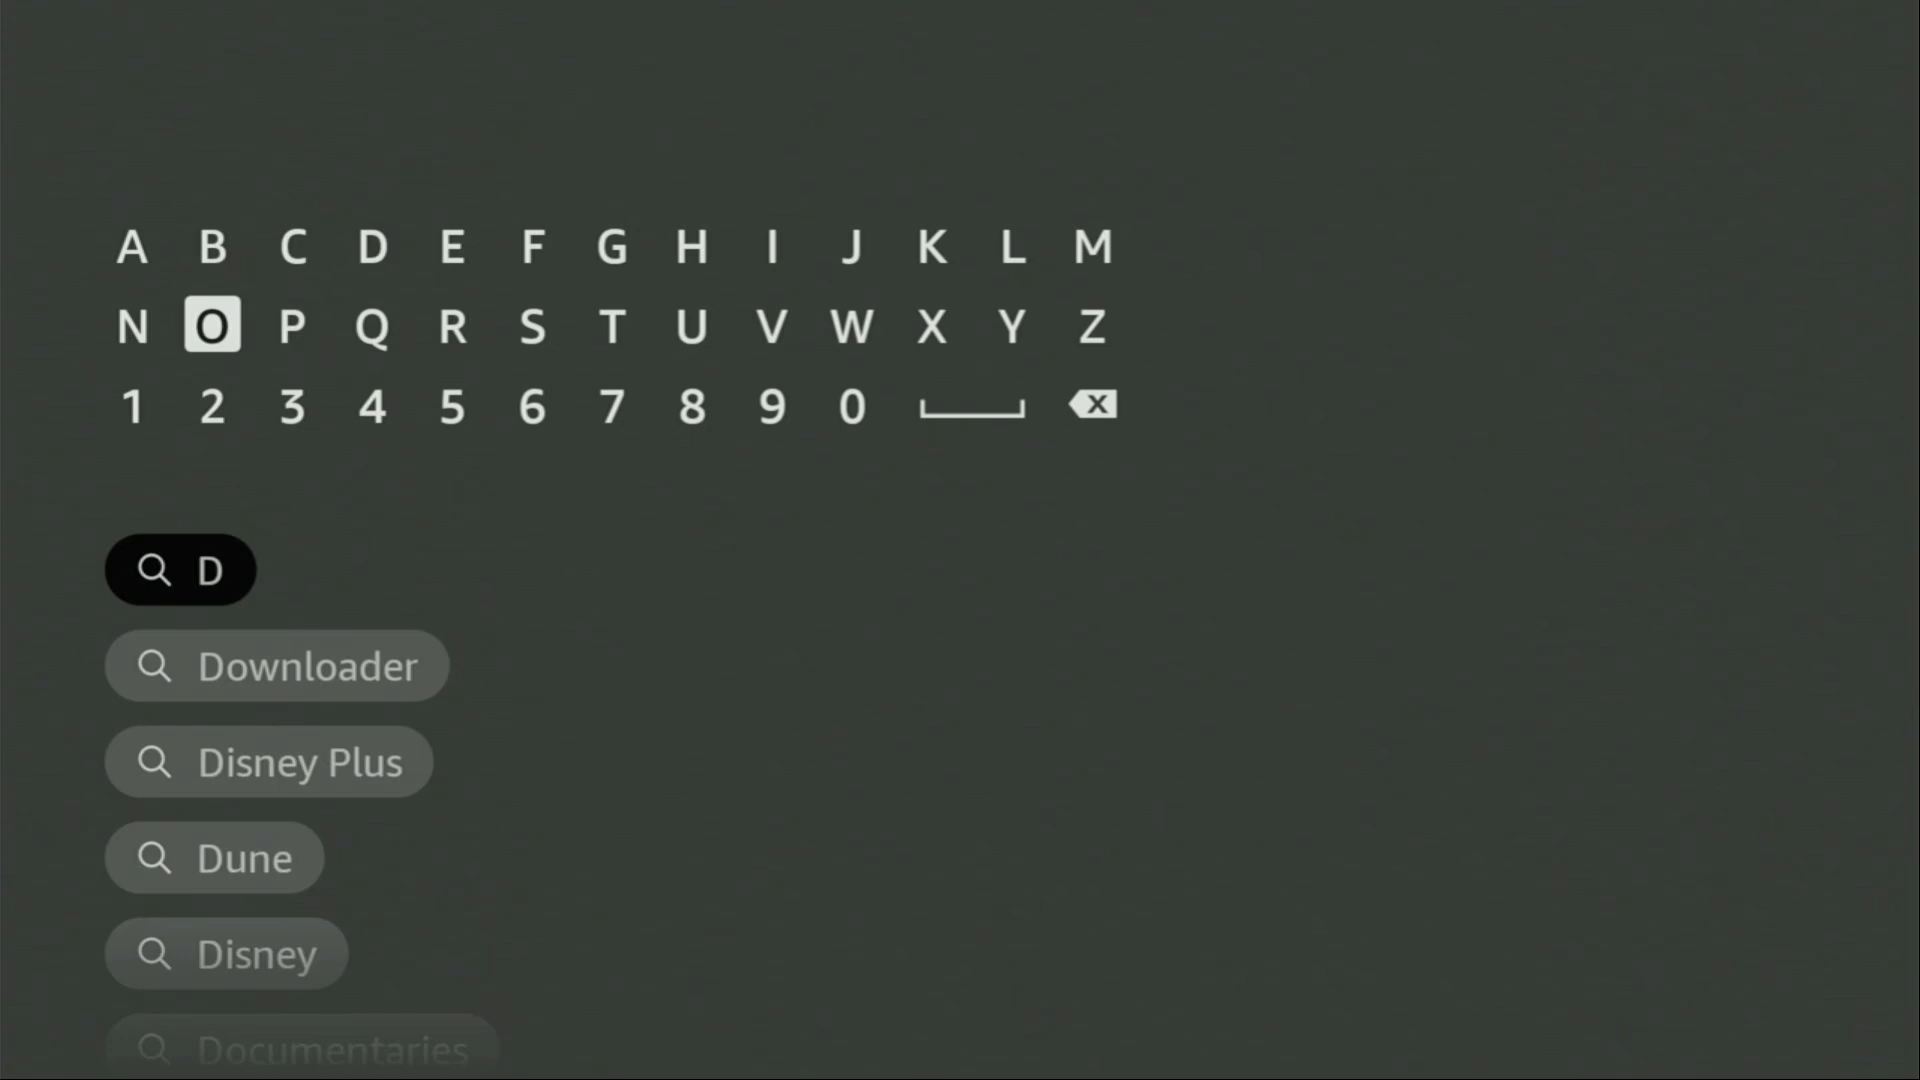 A B C D E F G H I J K L M
N O P Q R S T U V W X Y Z
1 2 3 4 5 6 7 8 9 0
D
Downloader
Disney Plus
Dune
Disney
Documentaries